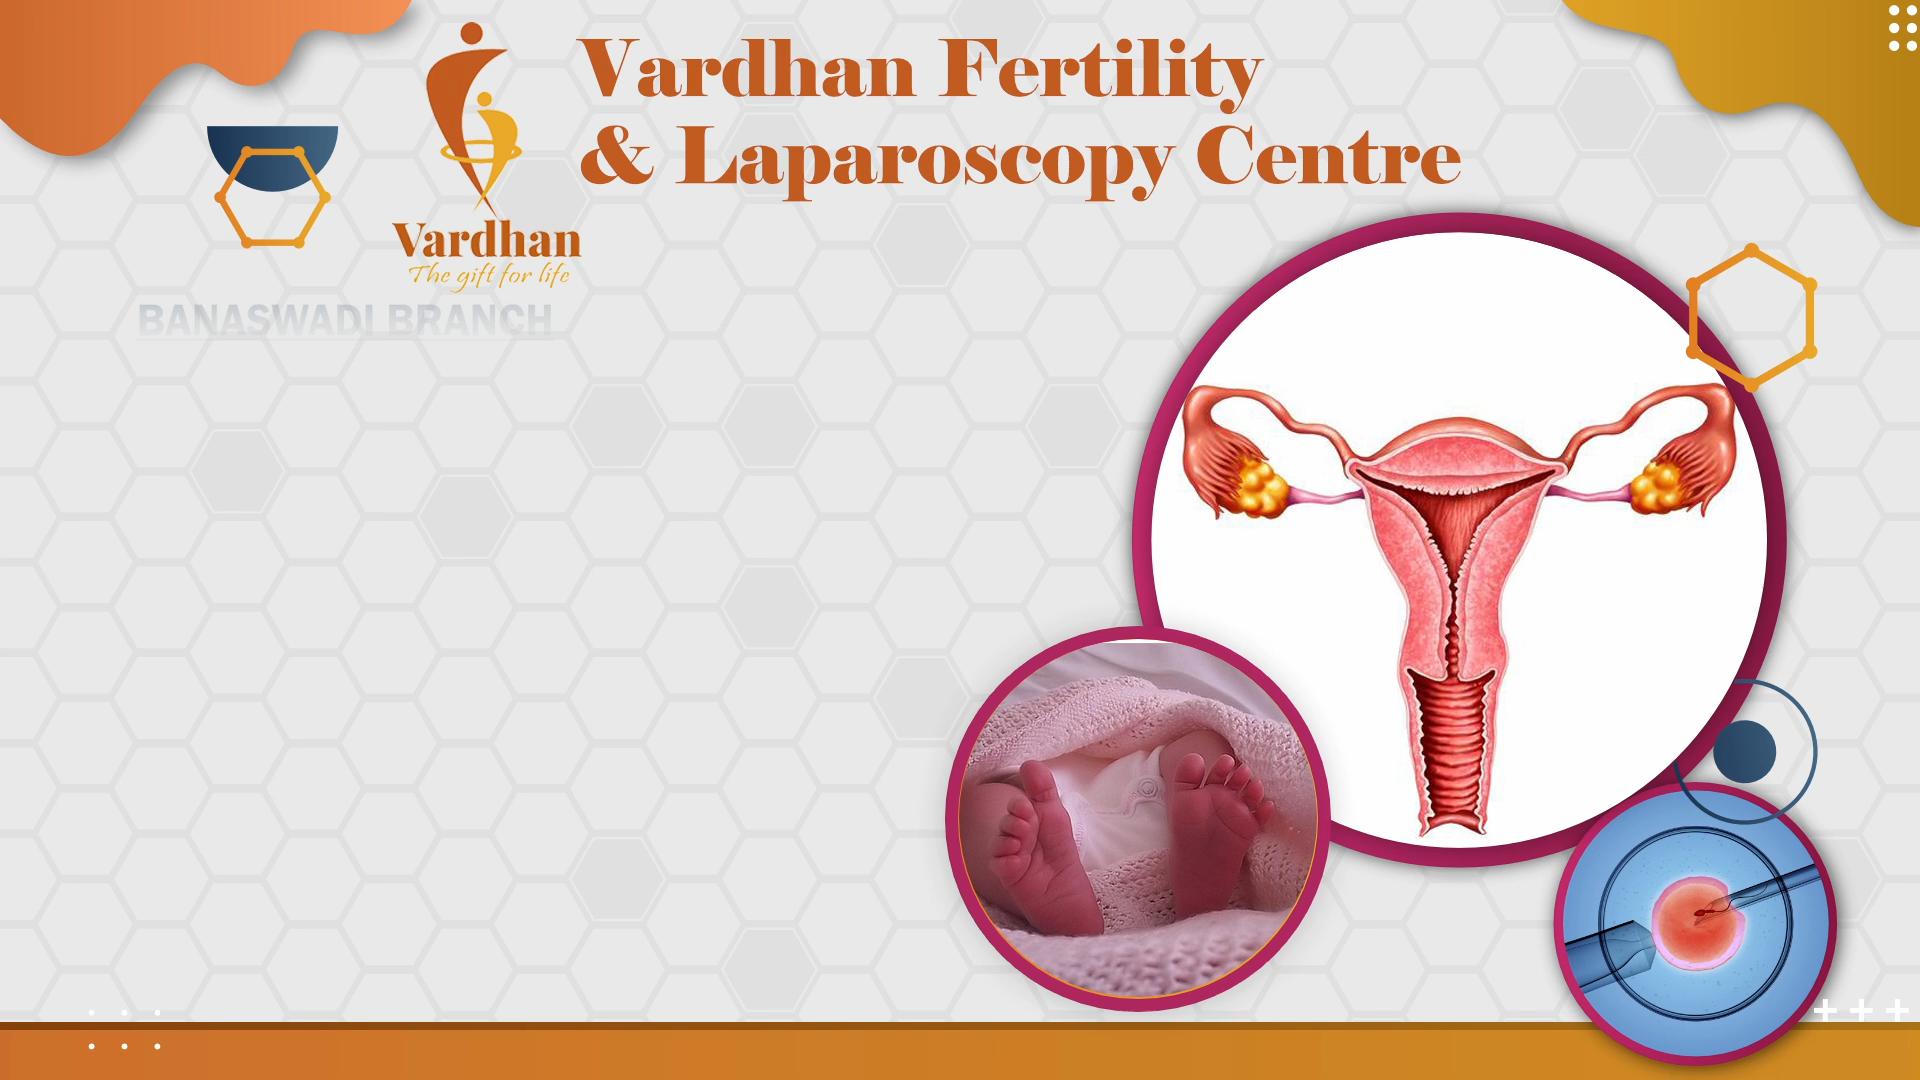 Vardhan Fertility
& Laparoscopy Centre
Vardhan
The gift for life
BANASWADI BRANCH